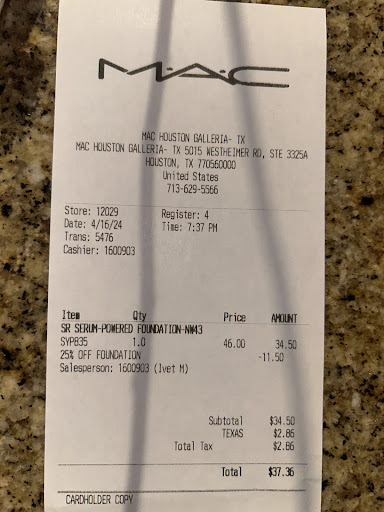 M·A·C
MAC HOUSTON GALLERIA- TX
MAC HOUSTON GALLERIA- TX 5015 WESTHEIMER RD, STE 3325A
HOUSTON, TX 770560000
United States
713-629-5566
Store: 12029 Register: 4
Date: 4/16/24 Time: 7:37 PM
Trans: 5476
Cashier: 1600903
Item Qty Price AMOUNT
SR SERUM-POWERED FOUNDATION-NW43
SYP835 1.0 46.00 34.50
25% OFF FOUNDATION -11.50
Salesperson: 1600903 (Ivet M)
Subtotal $34.50
TEXAS $2.86
Total Tax $2.86
Total $37.36
CARDHOLDER COPY